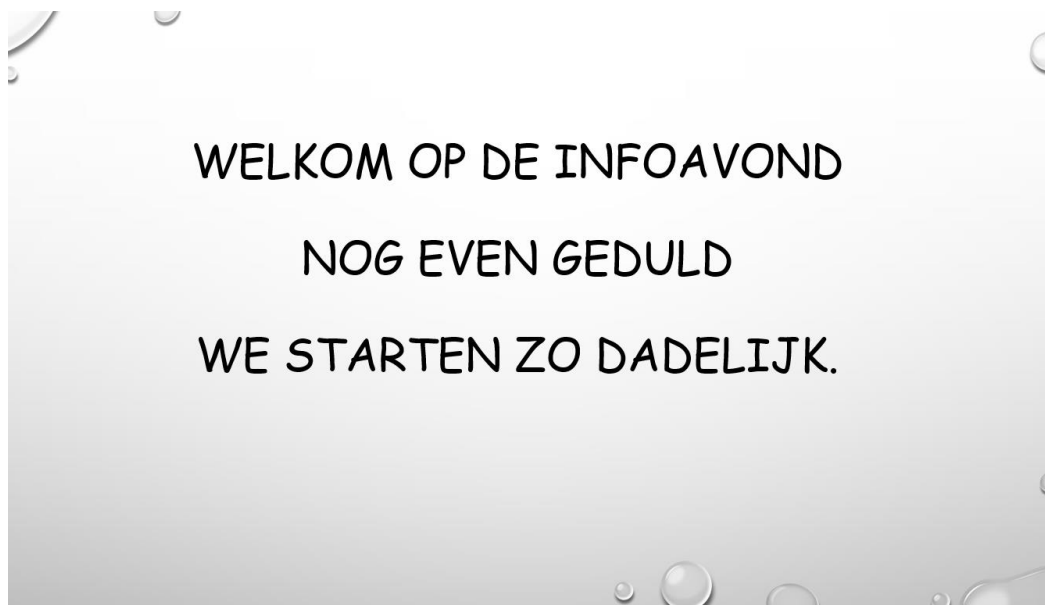 WELKOM OP DE INFOAVOND
NOG EVEN GEDULD
WE STARTEN ZO DADELIJK.